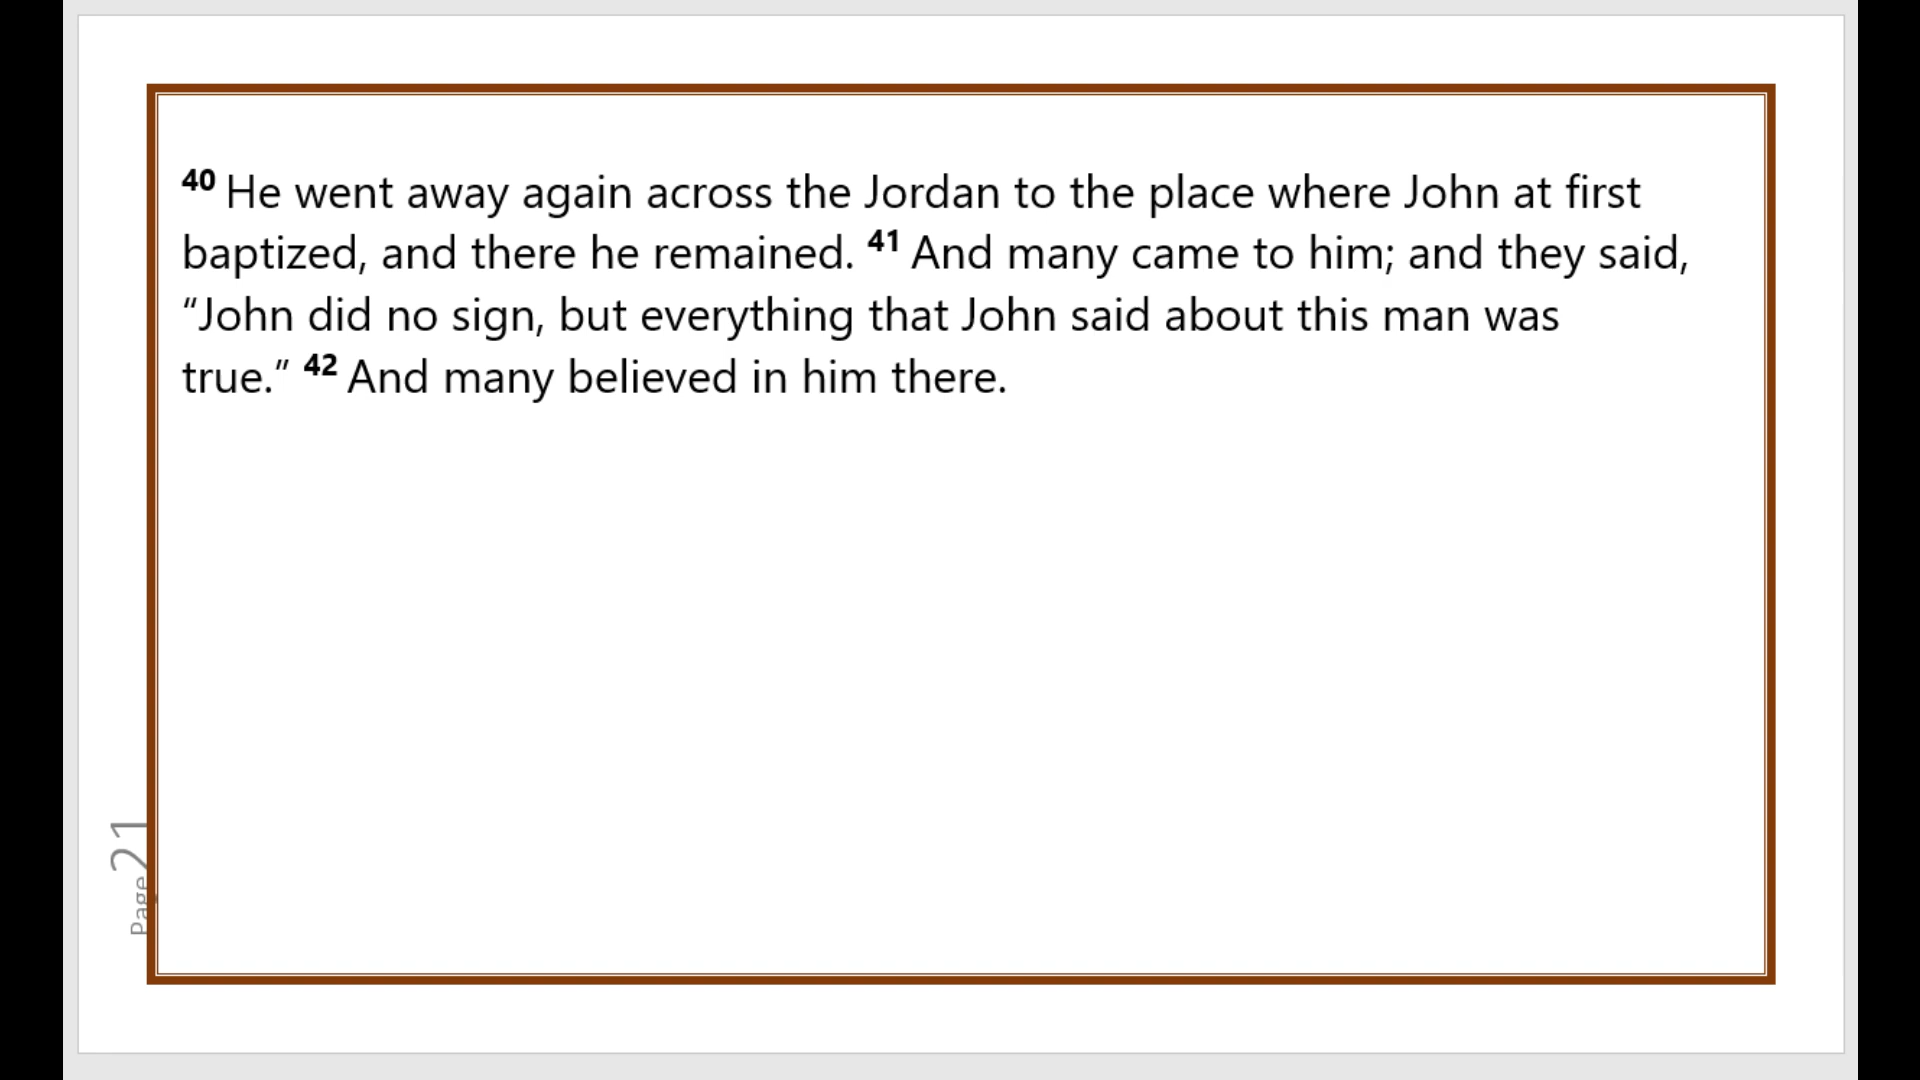 40 He went away again across the Jordan to the place where John at first
baptized, and there he remained. 41 And many came to him; and they said,
“John did no sign, but everything that John said about this man was
true.” 42 And many believed in him there.
Page 21